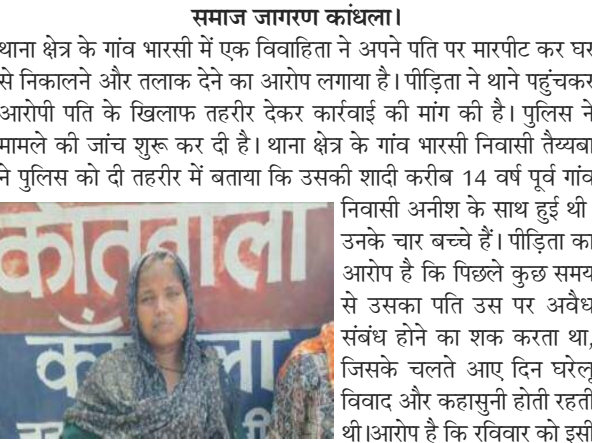 समाज जागरण कांधला।
थाना क्षेत्र के गांव भारसी में एक विवाहिता ने अपने पति पर मारपीट कर घर
से निकालने और तलाक देने का आरोप लगाया है। पीड़िता ने थाने पहुंचकर
आरोपी पति के खिलाफ तहरीर देकर कार्रवाई की मांग की है। पुलिस ने
मामले की जांच शुरू कर दी है। थाना क्षेत्र के गांव भारसी निवासी तैय्यबा
ने पुलिस को दी तहरीर में बताया कि उसकी शादी करीब 14 वर्ष पूर्व गांव
निवासी अनीश के साथ हुई थी
उनके चार बच्चे हैं। पीड़िता का
आरोप है कि पिछले कुछ समय
से उसका पति उस पर अवैध
संबंध होने का शक करता था,
जिसके चलते आए दिन घरेलू
विवाद और कहासुनी होती रहती
थी।आरोप है कि रविवार को इसी
कोतवाली